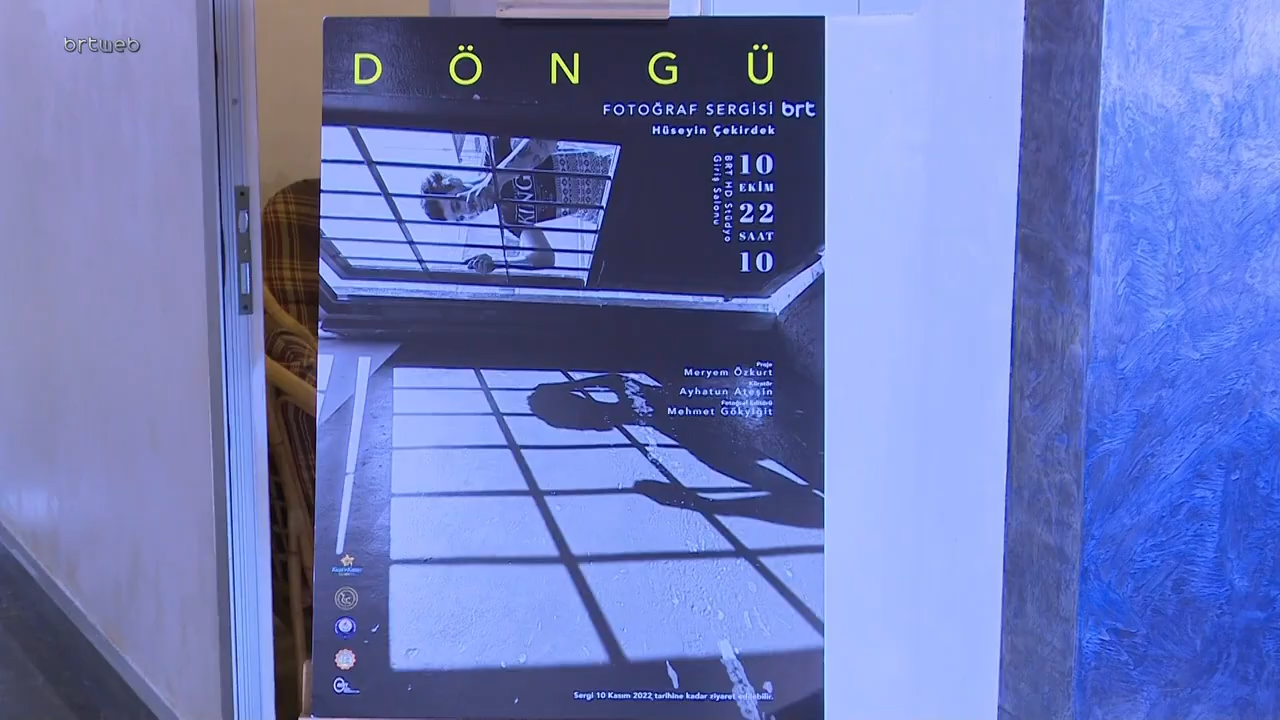 brtweb
DÖNGÜ
FOTOĞRAF SERGİSİ brt
Hüseyin Çekirdek
10
EKİM
22
SAAT
10
BRT HD Stüdyo
Giriş Salonu
KING
Proje
Meryem Özkurt
Küratör
Ayhatun Ateşin
Fotoğraf Editörü
Mehmet Gökyiğit
Sergi 10 Kasım 2022 tarihine kadar ziyaret edilebilir.